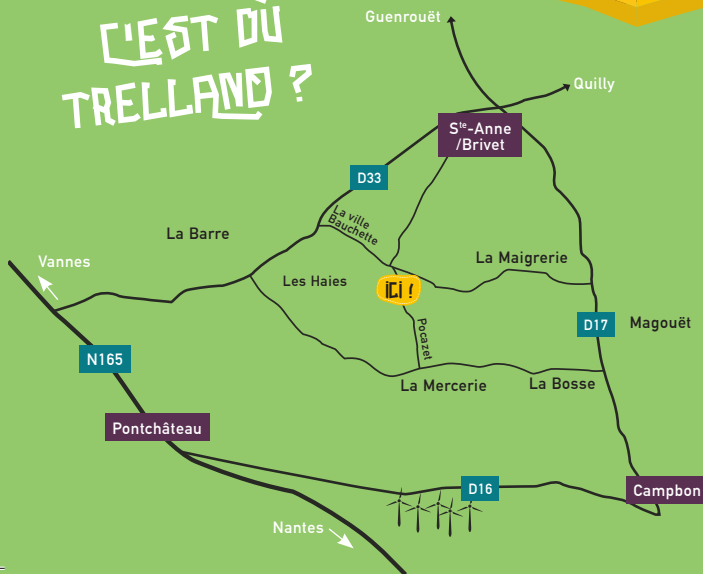 C'EST OÙ
TRELLAND ?
Guenrouët
Quilly
Ste-Anne
/Brivet
D33
La ville
Bauchette
La Barre
La Maigrerie
Vannes
Les Haies
iCi !
Pocazet
D17
Magouët
N165
La Mercerie
La Bosse
Pontchâteau
D16
Campbon
Nantes